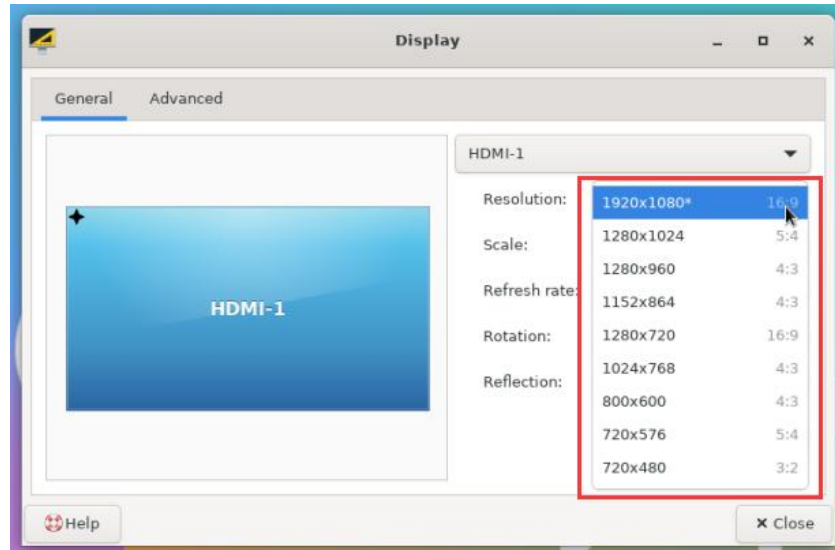 Display
General Advanced
HDMI-1
HDMI-1
Resolution:
Scale:
Refresh rate:
Rotation:
Reflection:
1920x1080* 16:9
1280x1024 5:4
1280x960 4:3
1152x864 4:3
1280x720 16:9
1024x768 4:3
800x600 4:3
720x576 5:4
720x480 3:2
Help
Close